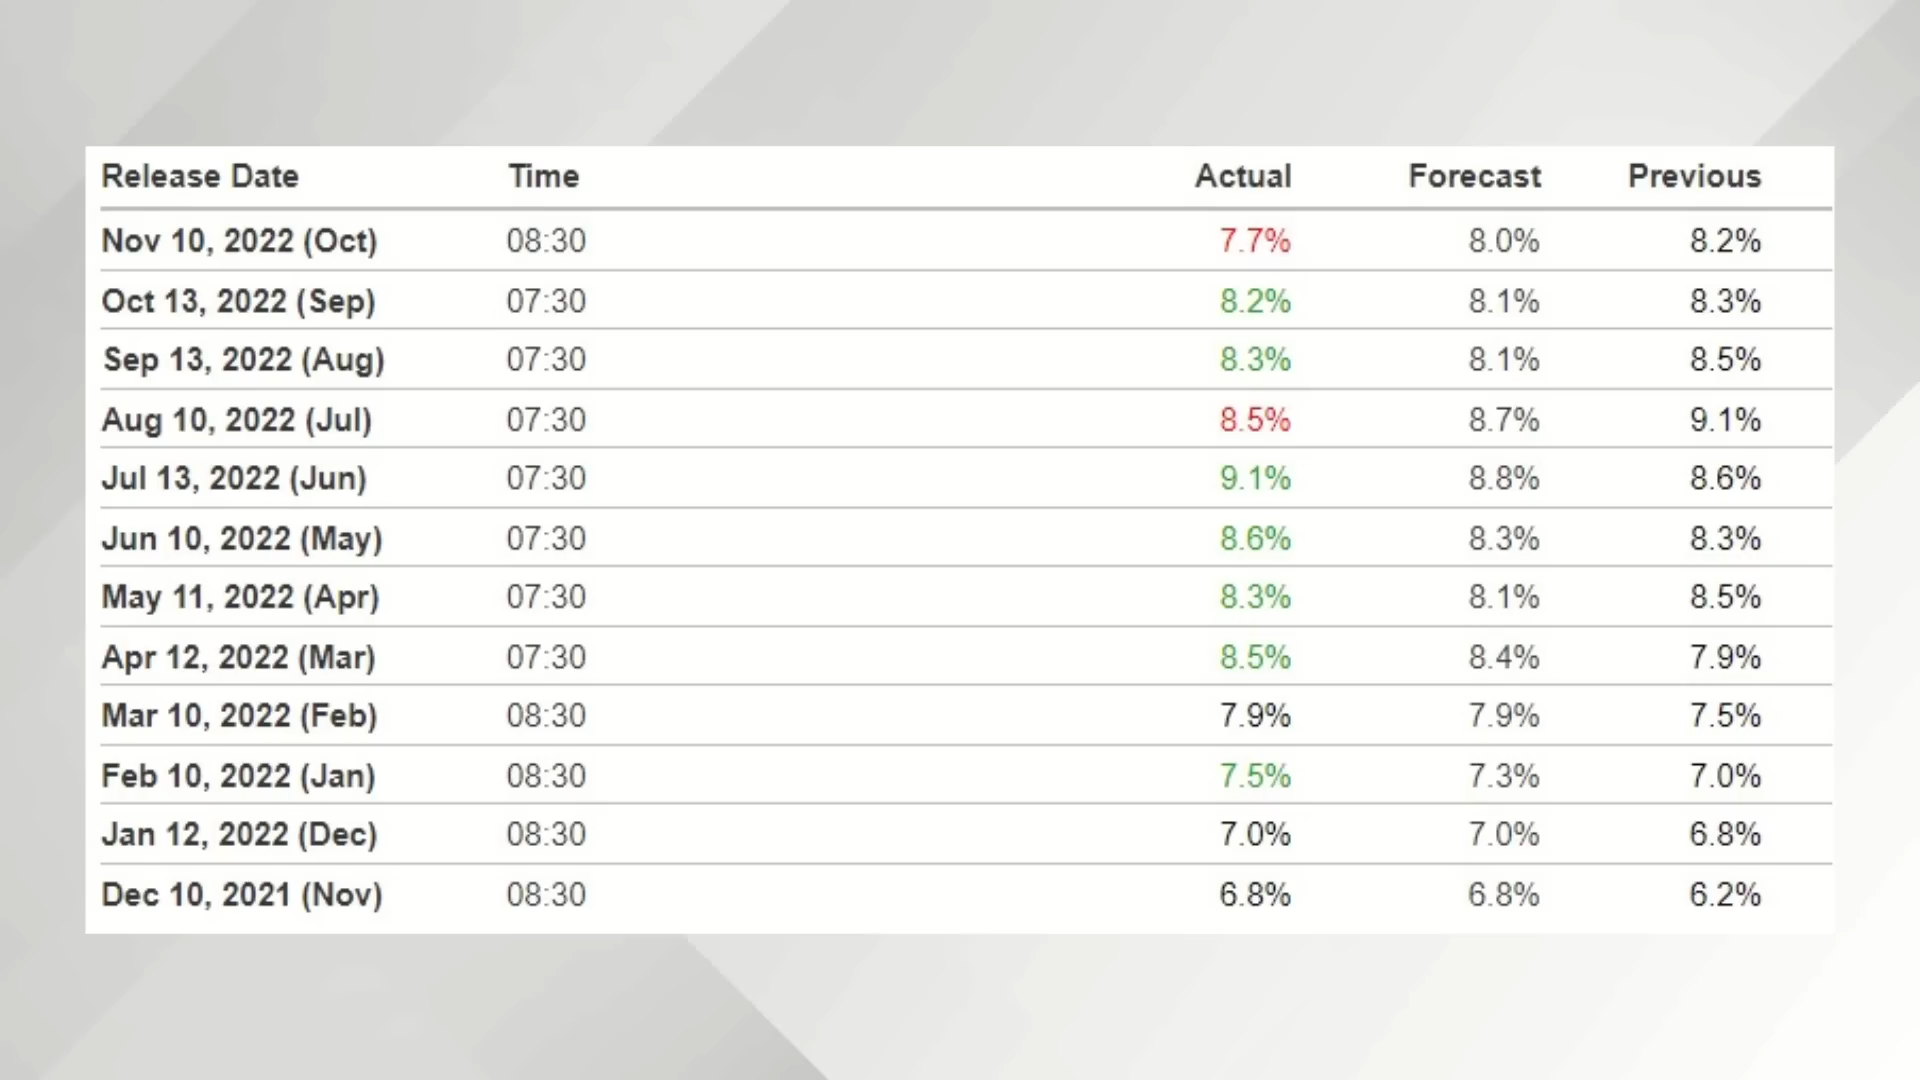 Release Date Time Actual Forecast Previous
Nov 10, 2022 (Oct) 08:30 7.7% 8.0% 8.2%
Oct 13, 2022 (Sep) 07:30 8.2% 8.1% 8.3%
Sep 13, 2022 (Aug) 07:30 8.3% 8.1% 8.5%
Aug 10, 2022 (Jul) 07:30 8.5% 8.7% 9.1%
Jul 13, 2022 (Jun) 07:30 9.1% 8.8% 8.6%
Jun 10, 2022 (May) 07:30 8.6% 8.3% 8.3%
May 11, 2022 (Apr) 07:30 8.3% 8.1% 8.5%
Apr 12, 2022 (Mar) 07:30 8.5% 8.4% 7.9%
Mar 10, 2022 (Feb) 08:30 7.9% 7.9% 7.5%
Feb 10, 2022 (Jan) 08:30 7.5% 7.3% 7.0%
Jan 12, 2022 (Dec) 08:30 7.0% 7.0% 6.8%
Dec 10, 2021 (Nov) 08:30 6.8% 6.8% 6.2%